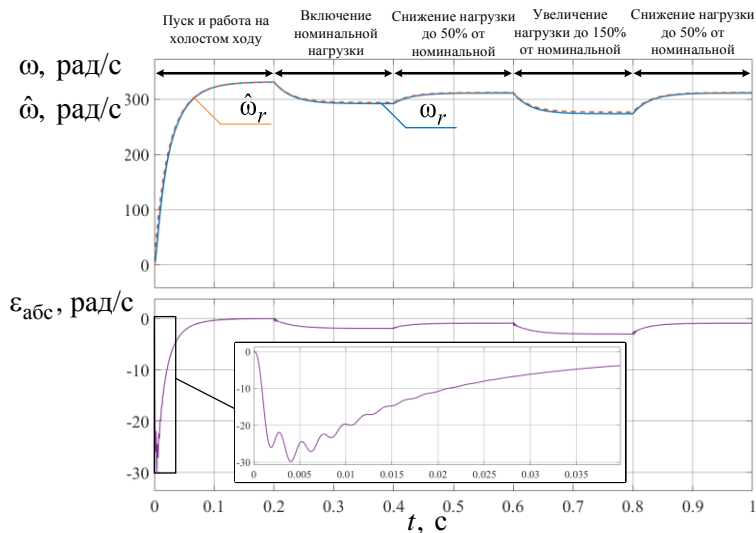 Пуск и работа на
холостом ходу
Включение
номинальной
нагрузки
Снижение нагрузки
до 50% от
номинальной
Увеличение
нагрузки до 150%
от номинальной
Снижение нагрузки
до 50% от
номинальной
ω, рад/с
ω̂, рад/с
300
200
100
0
ω̂r
ωr
εабс, рад/с
0
-10
-20
-30
0
-10
-20
-30
0 0.005 0.01 0.015 0.02 0.025 0.03 0.035
0 0.1 0.2 0.3 0.4 0.5 0.6 0.7 0.8 0.9 1
t, с